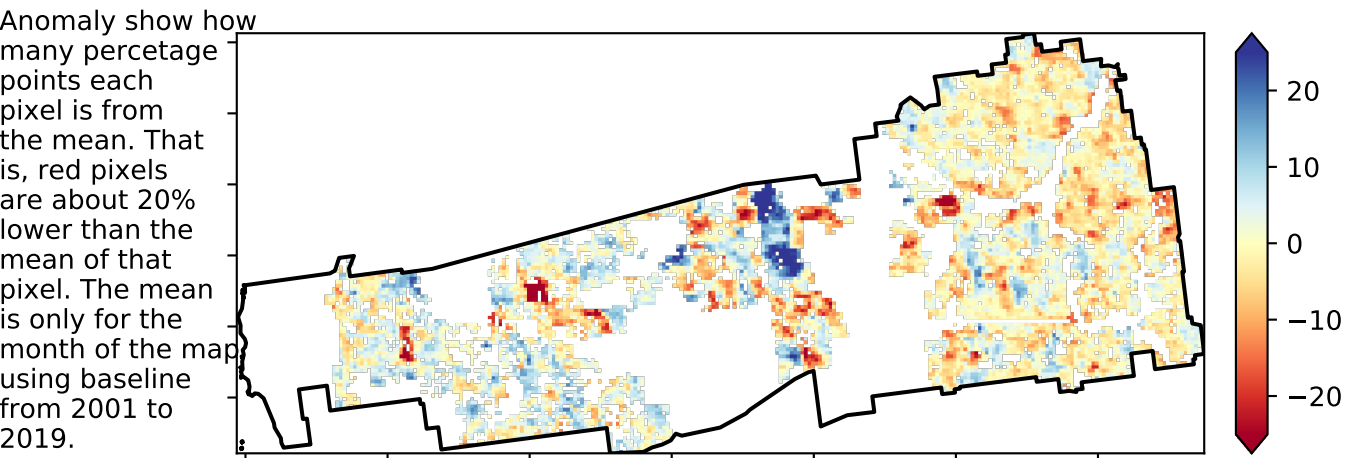 Anomaly show how
many percetage
points each
pixel is from
the mean. That
is, red pixels
are about 20%
lower than the
mean of that
pixel. The mean
is only for the
month of the map
using baseline
from 2001 to
2019.
20
10
0
−10
−20